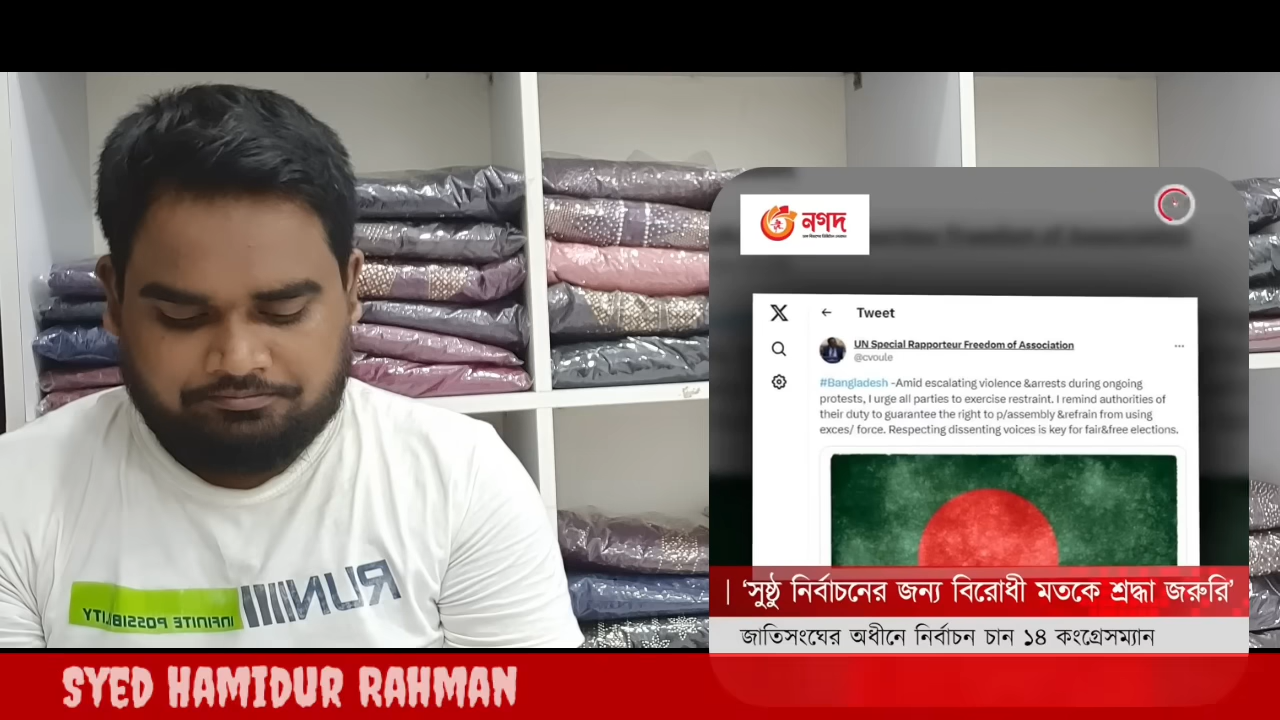 INFINITE POSSIBILITY
RUN
SYED HAMIDUR RAHMAN
নগদ
Tweet
UN Special Rapporteur Freedom of Association
@cvoule
#Bangladesh -Amid escalating violence &arrests during ongoing
protests, I urge all parties to exercise restraint. I remind authorities of
their duty to guarantee the right to p/assembly &refrain from using
exces/ force. Respecting dissenting voices is key for fair&free elections.
| ‘সুষ্ঠু নির্বাচনের জন্য বিরোধী মতকে শ্রদ্ধা জরুরি’
জাতিসংঘের অধীনে নির্বাচন চান ১৪ কংগ্রেসম্যান